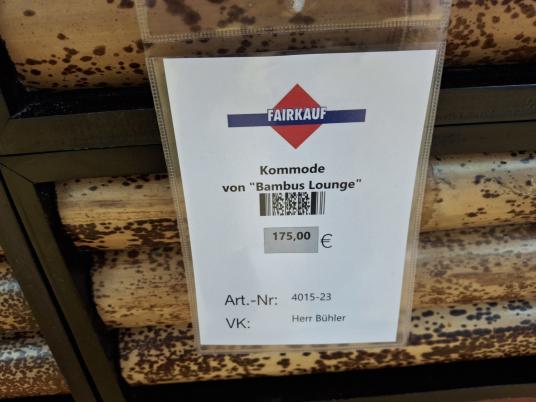 FAIRKAUF
Kommode
von "Bambus Lounge"
175,00 €
Art.-Nr: 4015-23
VK: Herr Bühler